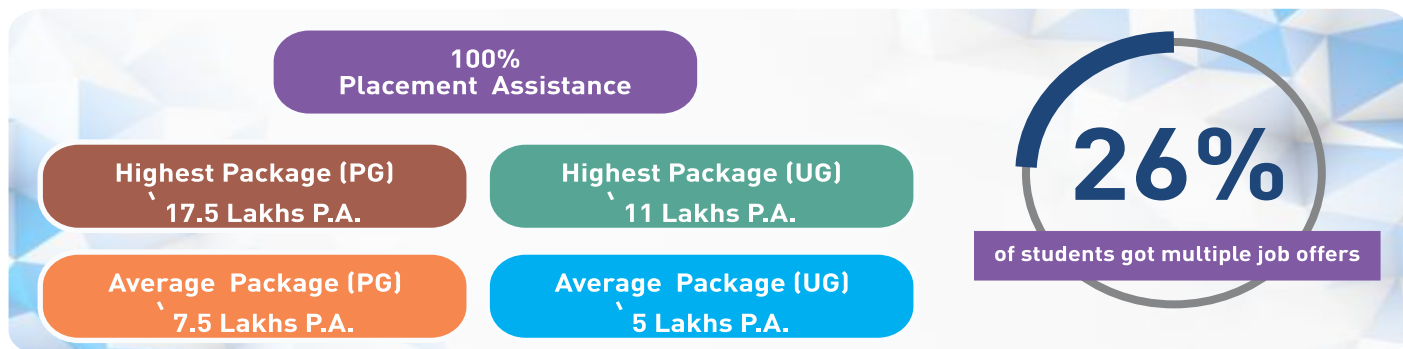 100%
Placement Assistance
Highest Package (PG)
` 17.5 Lakhs P.A.
Highest Package (UG)
` 11 Lakhs P.A.
Average Package (PG)
` 7.5 Lakhs P.A.
Average Package (UG)
` 5 Lakhs P.A.
26%
of students got multiple job offers